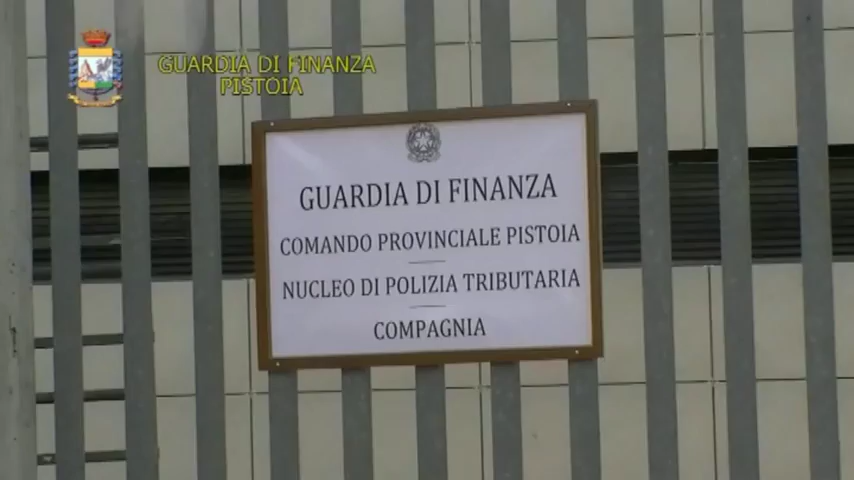 GUARDIA DI FINANZA
PISTOIA
GUARDIA DI FINANZA
COMANDO PROVINCIALE PISTOIA
NUCLEO DI POLIZIA TRIBUTARIA
COMPAGNIA